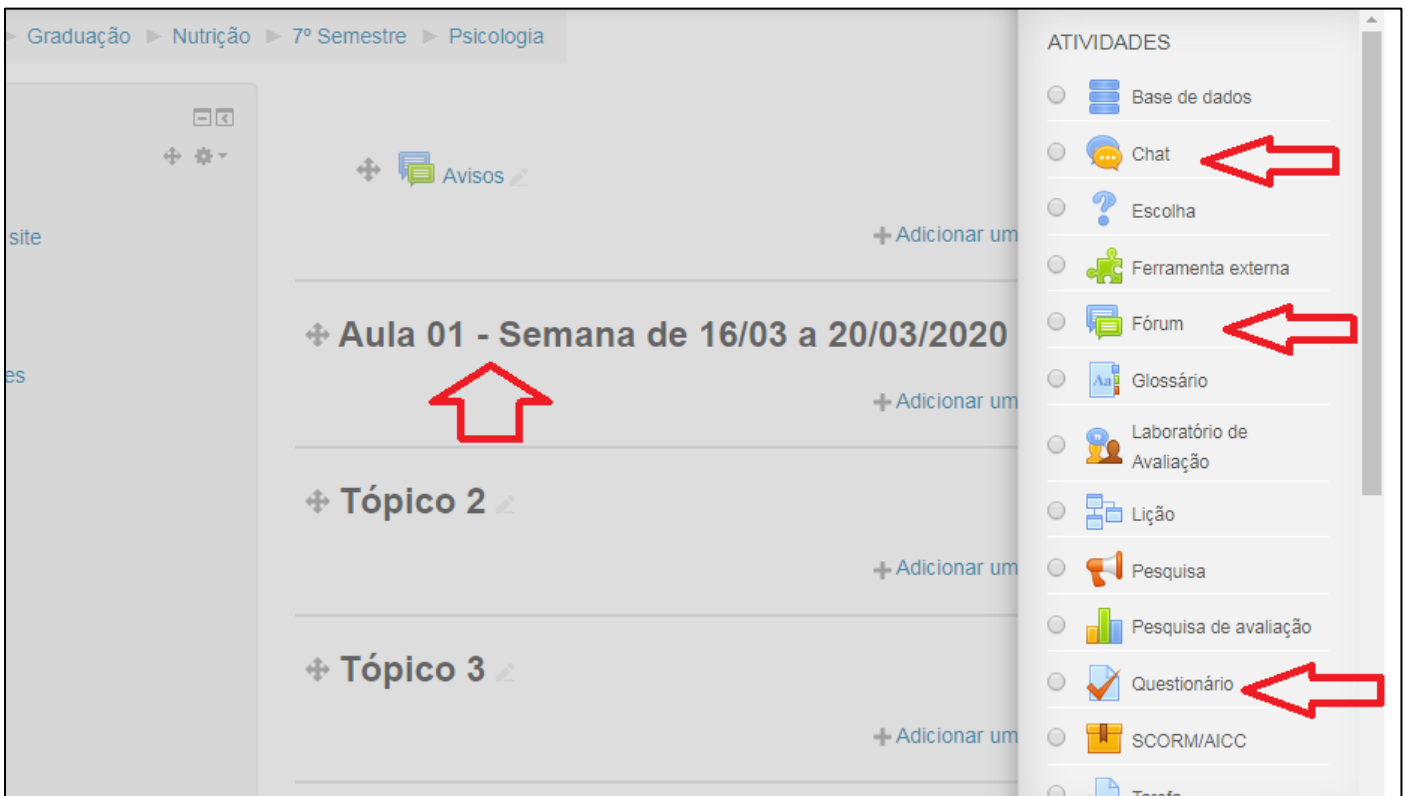 Graduação ▶ Nutrição ▶ 7º Semestre ▶ Psicologia
site
es
Avisos
Adicionar um
Aula 01 - Semana de 16/03 a 20/03/2020
Adicionar um
Tópico 2
Adicionar um
Tópico 3
Adicionar um
ATIVIDADES
Base de dados
Chat
Escolha
Ferramenta externa
Fórum
Glossário
Laboratório de
Avaliação
Lição
Pesquisa
Pesquisa de avaliação
Questionário
SCORM/AICC
Tarefa